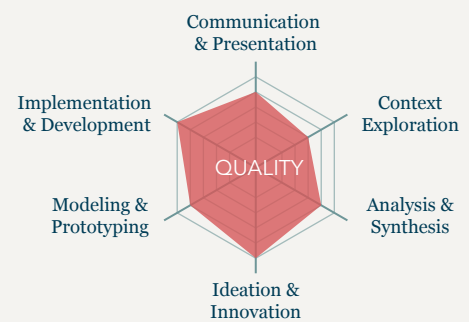 Communication
& Presentation
Implementation
& Development
Context
Exploration
QUALITY
Modeling &
Prototyping
Analysis &
Synthesis
Ideation &
Innovation